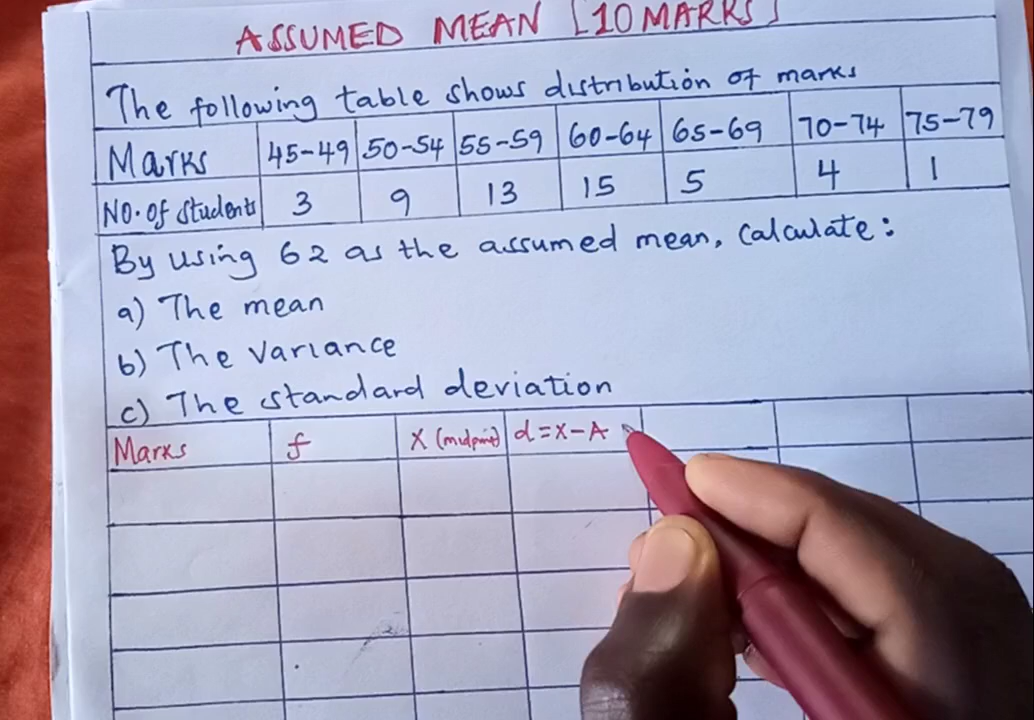 ASSUMED MEAN [10 MARKS]
The following table shows distribution of marks
Marks 45-49 50-54 55-59 60-64 65-69 70-74 75-79
NO. of students 3 9 13 15 5 4 1
By using 62 as the assumed mean, calculate:
a) The mean
b) The variance
c) The standard deviation
Marks f x (midpoint) d=x-A